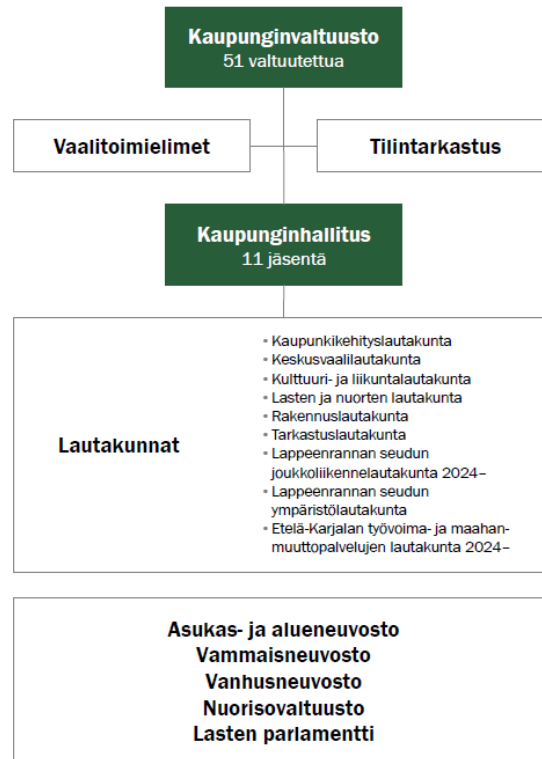 Kaupunginvaltuusto
51 valtuutettua
Vaalitoimielimet
Tilintarkastus
Kaupunginhallitus
11 jäsentä
Lautakunnat
• Kaupunkikehityslautakunta
• Keskusvaalilautakunta
• Kulttuuri- ja liikuntalautakunta
• Lasten ja nuorten lautakunta
• Rakennuslautakunta
• Tarkastuslautakunta
• Lappeenrannan seudun
joukkoliikennelautakunta 2024–
• Lappeenrannan seudun
ympäristölautakunta
• Etelä-Karjalan työvoima- ja maahan-
muuttopalvelujen lautakunta 2024–
Asukas- ja alueneuvosto
Vammaisneuvosto
Vanhusneuvosto
Nuorisovaltuusto
Lasten parlamentti